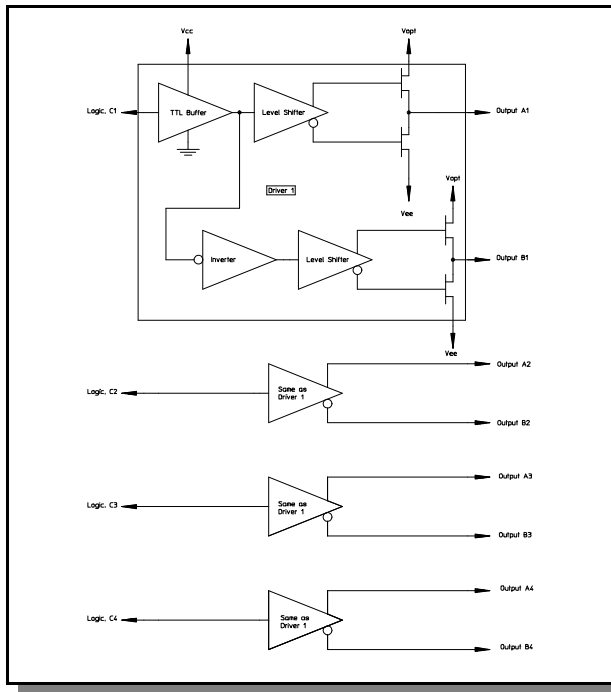 Vcc
Vopt
Logic, C1
TTL Buffer
Level Shifter
Output A1
Driver 1
Vopt
Vee
Inverter
Level Shifter
Output B1
Vee
Output A2
Logic, C2
Same as
Driver 1
Output B2
Output A3
Logic, C3
Same as
Driver 1
Output B3
Output A4
Logic, C4
Same as
Driver 1
Output B4